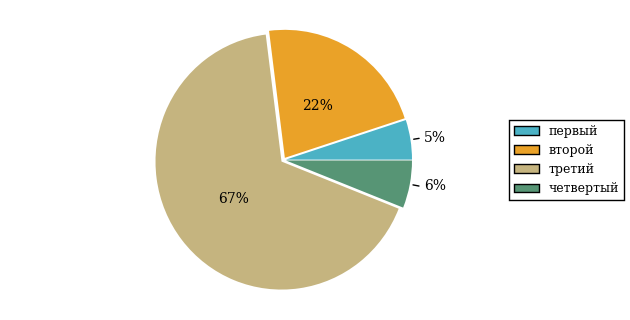 22%
5%
6%
67%
первый
второй
третий
четвертый